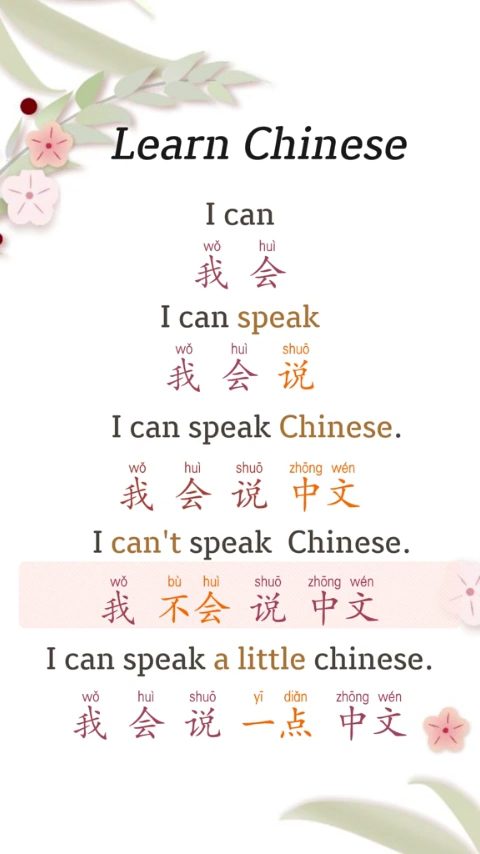 Learn Chinese
I can
wǒ huì
我 会
I can speak
wǒ huì shuō
我 会 说
I can speak Chinese.
wǒ huì shuō zhōng wén
我 会 说 中文
I can't speak Chinese.
wǒ bù huì shuō zhōng wén
我 不会 说 中文
I can speak a little chinese.
wǒ huì shuō yī diǎn zhōng wén
我 会 说 一点 中文